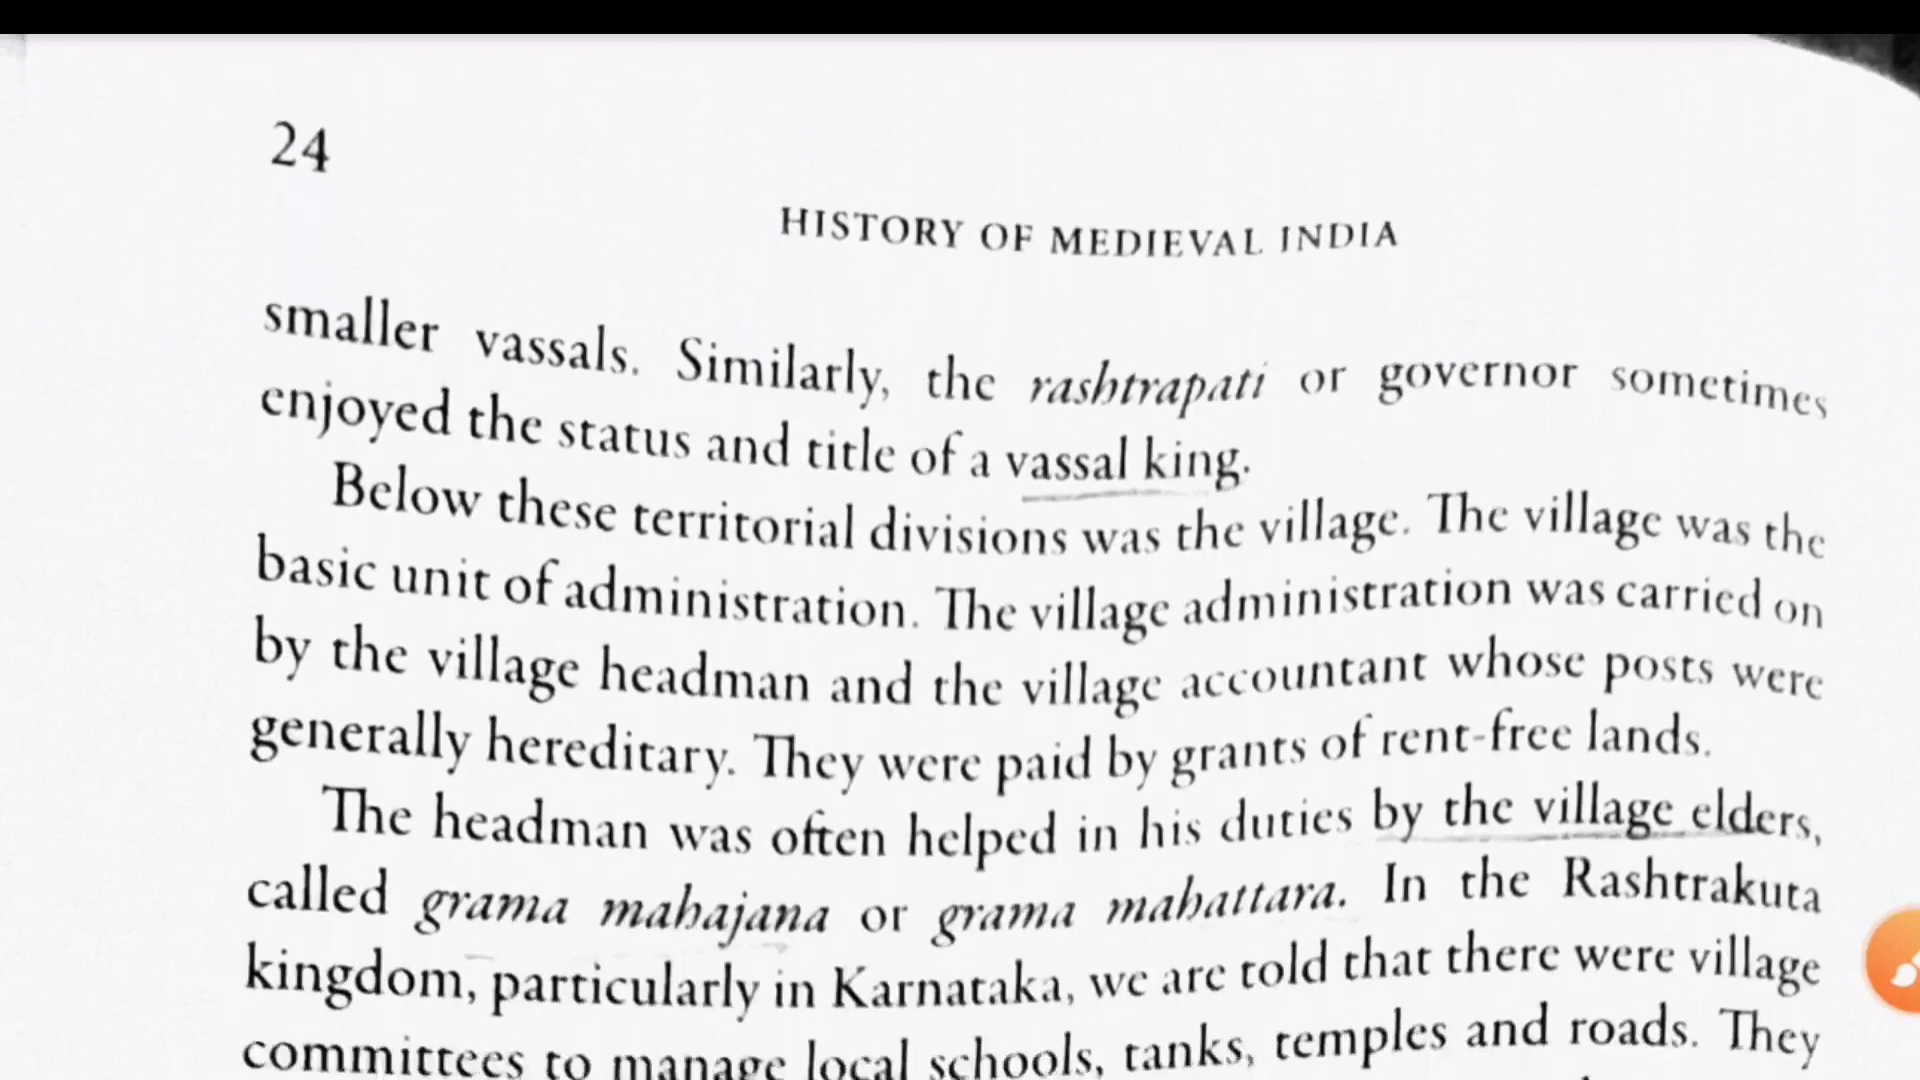 24
HISTORY OF MEDIEVAL INDIA
smaller vassals. Similarly, the rashtrapati or governor sometimes
enjoyed the status and title of a vassal king.
Below these territorial divisions was the village. The village was the
basic unit of administration. The village administration was carried on
by the village headman and the village accountant whose posts were
generally hereditary. They were paid by grants of rent-free lands.
The headman was often helped in his duties by the village elders,
called grama mahajana or grama mahattara. In the Rashtrakuta
kingdom, particularly in Karnataka, we are told that there were village
committees to manage local schools, tanks, temples and roads. They